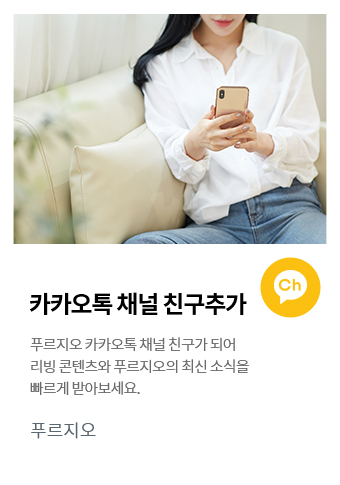 Ch
카카오톡 채널 친구추가
푸르지오 카카오톡 채널 친구가 되어
리빙 콘텐츠와 푸르지오의 최신 소식을
빠르게 받아보세요.
푸르지오